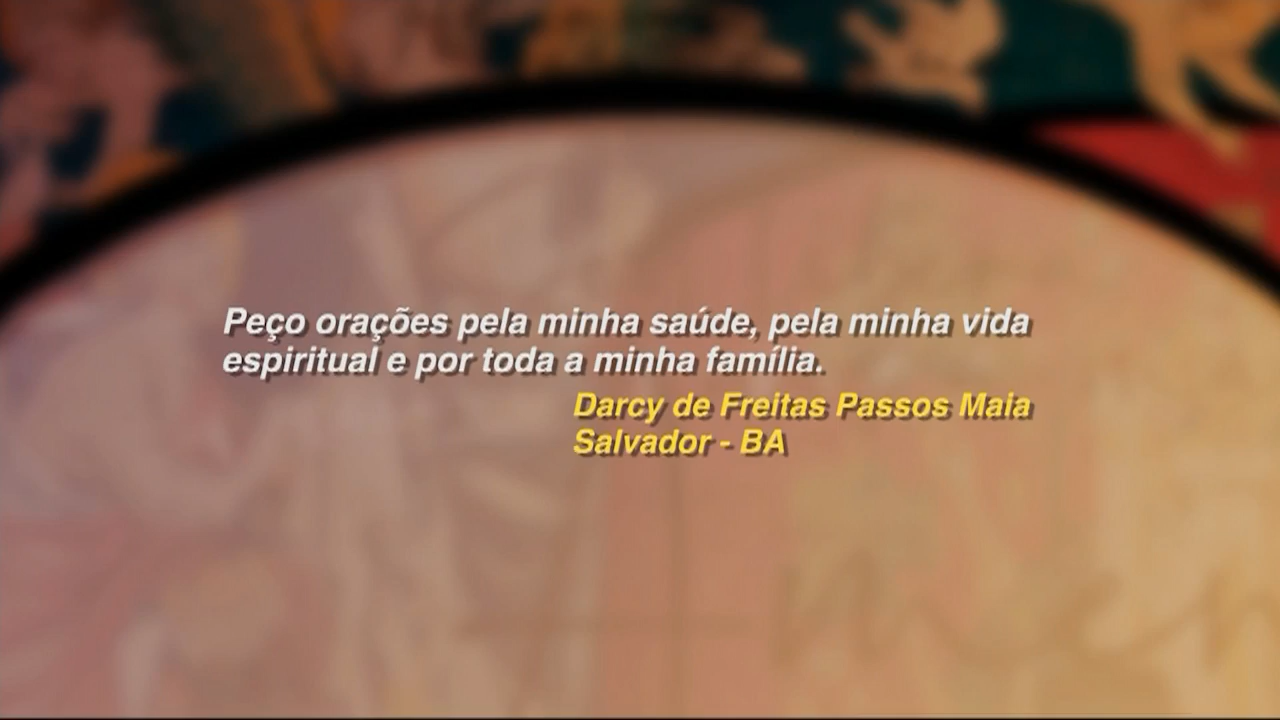 Peço orações pela minha saúde, pela minha vida
espiritual e por toda a minha família.
Darcy de Freitas Passos Maia
Salvador - BA